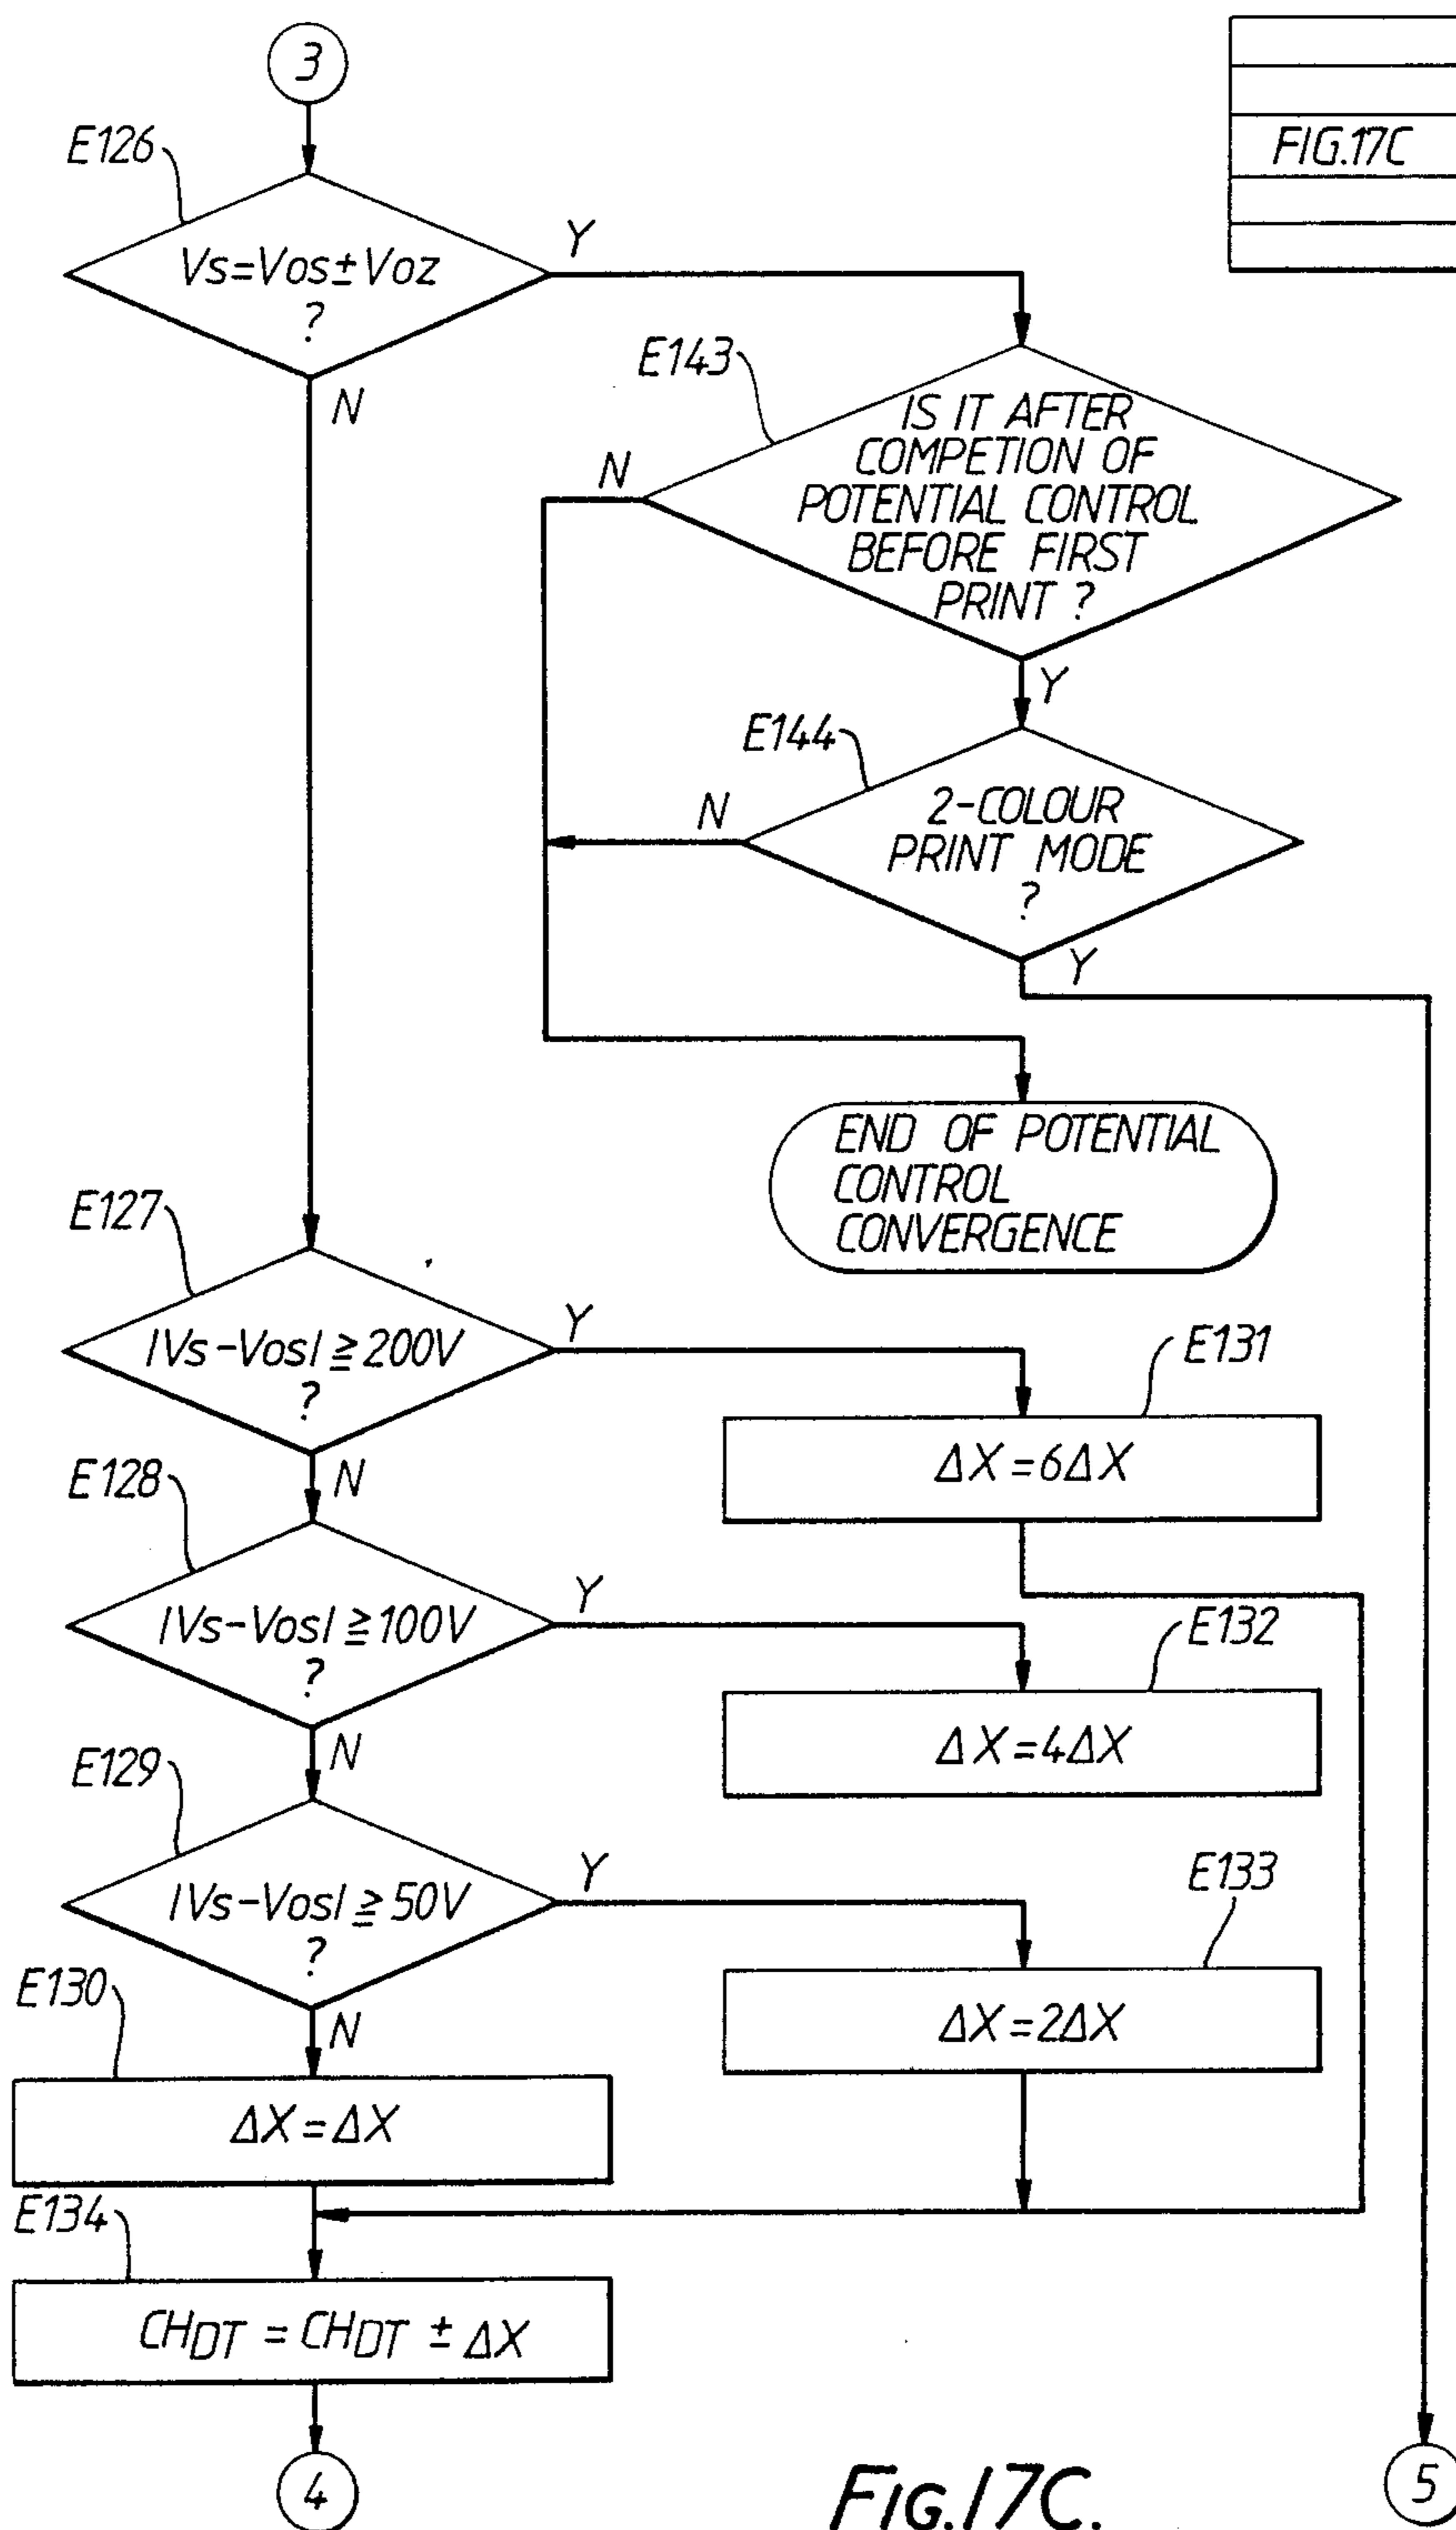 3
FIG.17C
E126
Vs=Vos±Voz
?
Y
N
E143
IS IT AFTER
COMPETION OF
POTENTIAL CONTROL
BEFORE FIRST
PRINT ?
N
Y
E144
2-COLOUR
PRINT MODE
?
N
Y
END OF POTENTIAL
CONTROL
CONVERGENCE
E127
|Vs-Vos|≧200V
?
Y
N
E131
ΔX=6ΔX
E128
|Vs-Vos|≧100V
?
Y
N
E132
ΔX=4ΔX
E129
|Vs-Vos|≧50V
?
Y
N
E133
ΔX=2ΔX
E130
ΔX=ΔX
E134
CHDT = CHDT ± ΔX
4
5
FIG.17C.